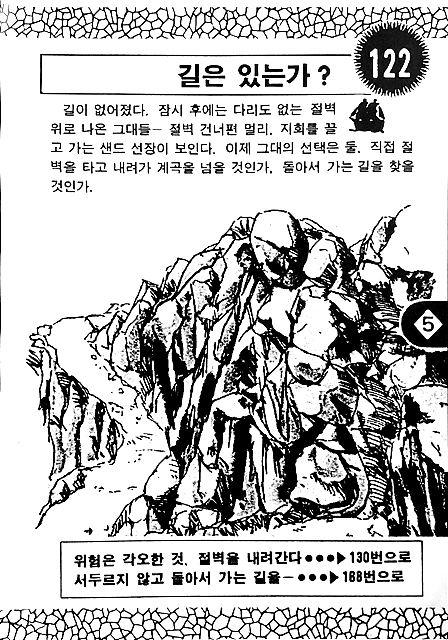 122
길은 있는가?
길이 없어졌다. 잠시 후에는 다리도 없는 절벽
위로 나온 그대들— 절벽 건너편 멀리, 지희를 끌
고 가는 샌드 선장이 보인다. 이제 그대의 선택은 둘. 직접 절
벽을 타고 내려가 계곡을 넘을 것인가, 돌아서 가는 길을 찾을
것인가.
5
위험은 각오한 것, 절벽을 내려간다●●●▶130번으로
서두르지 않고 돌아서 가는 길을—●●●▶168번으로